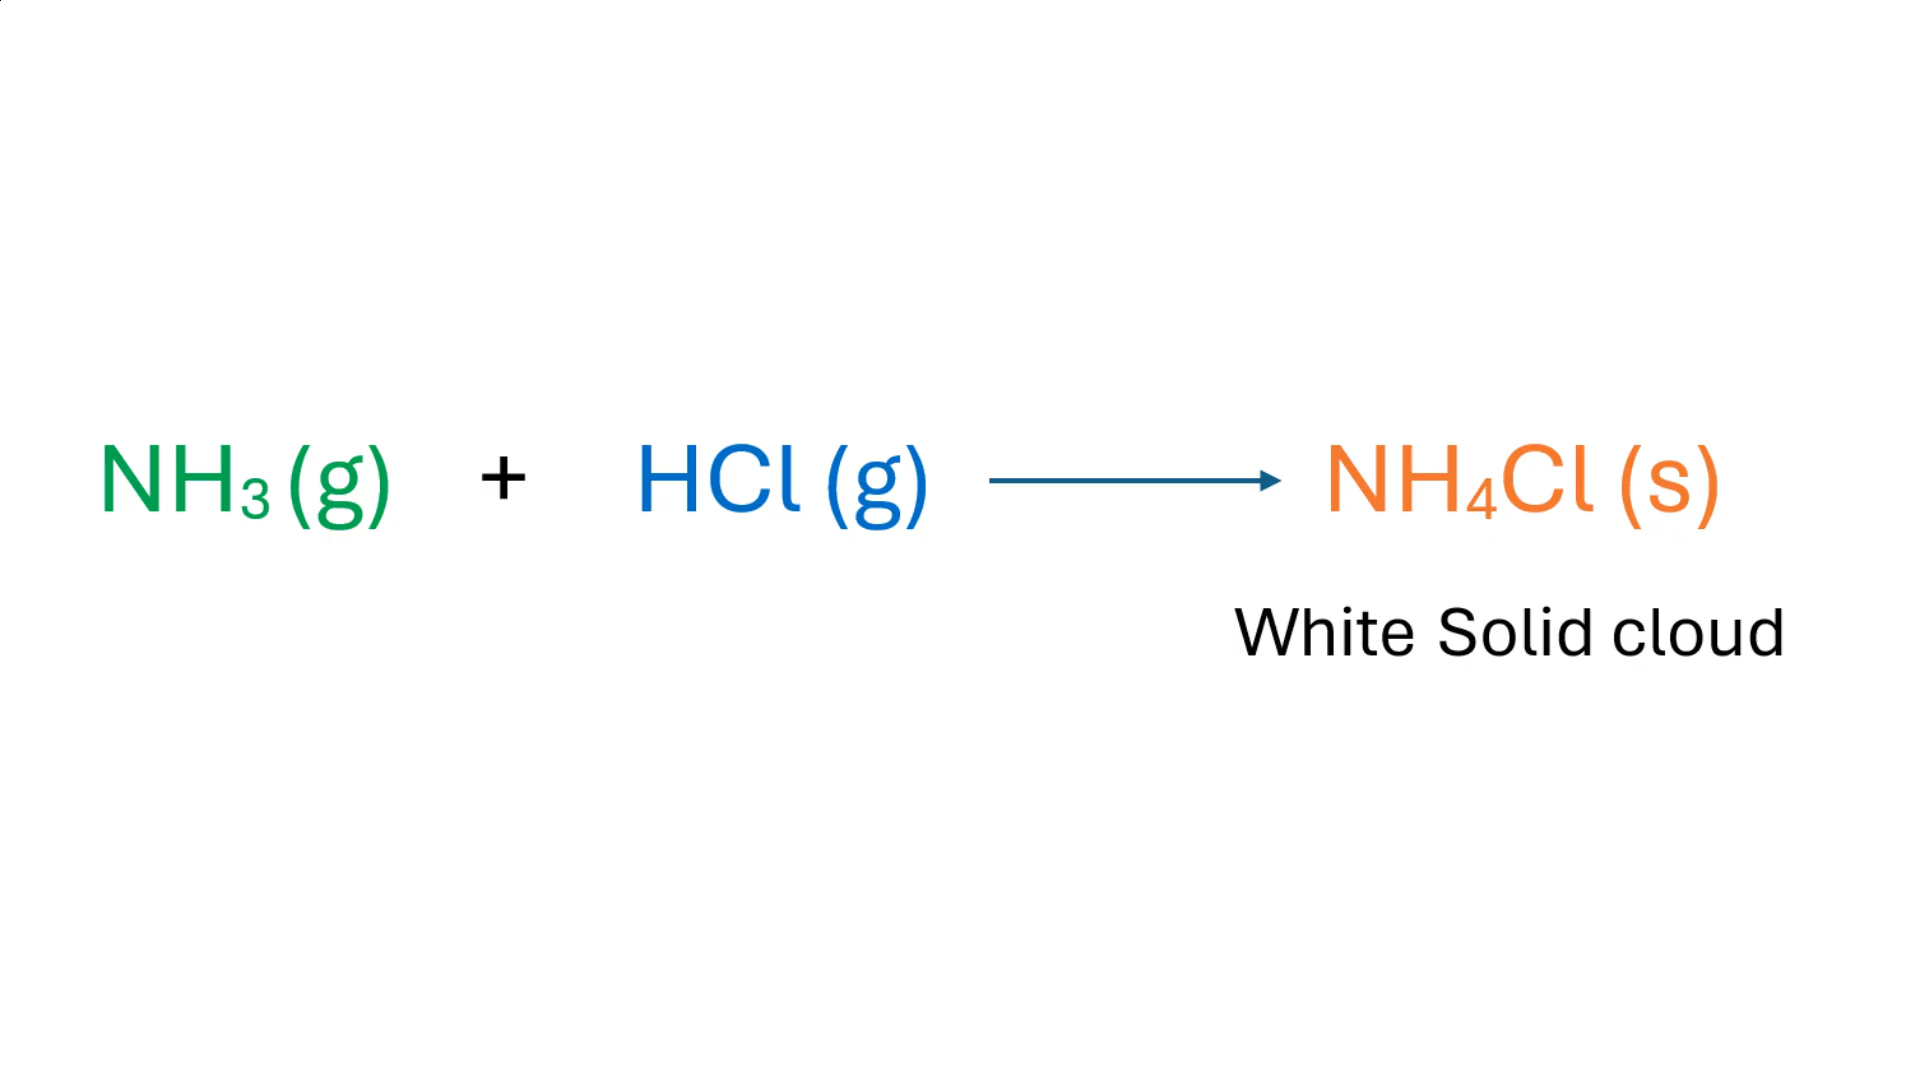 NH₃ (g) + HCl (g) → NH₄Cl (s)
White Solid cloud